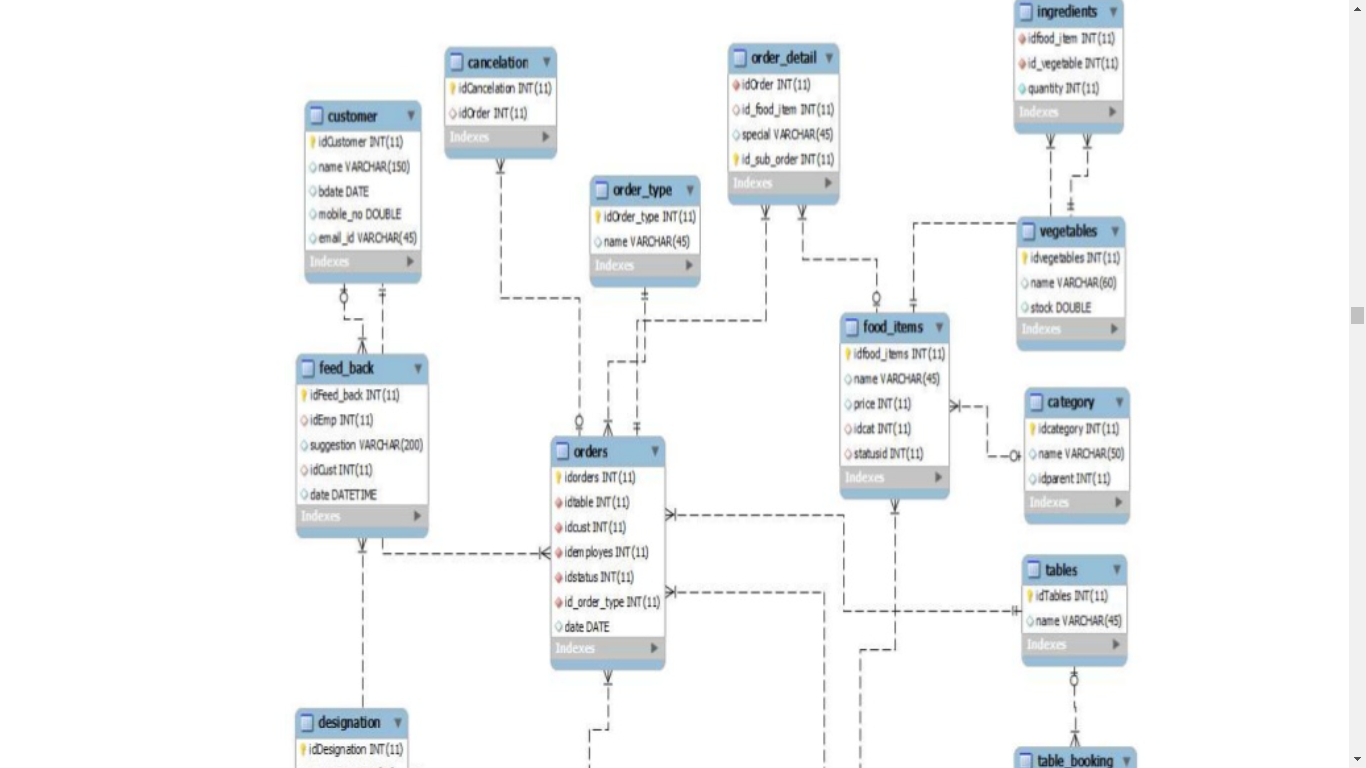 ingredients
idfood_item INT(11)
id_vegetable INT(11)
quantity INT(11)
Indexes
cancelation
idCancelation INT(11)
idOrder INT(11)
Indexes
order_detail
idOrder INT(11)
id_food_item INT(11)
special VARCHAR(45)
id_sub_order INT(11)
Indexes
customer
idCustomer INT(11)
name VARCHAR(150)
bdate DATE
mobile_no DOUBLE
email_id VARCHAR(45)
Indexes
order_type
idOrder_type INT(11)
name VARCHAR(45)
Indexes
vegetables
idvegetables INT(11)
name VARCHAR(60)
stock DOUBLE
Indexes
food_items
idfood_items INT(11)
name VARCHAR(45)
price INT(11)
idcat INT(11)
statusid INT(11)
Indexes
feed_back
idFeed_back INT(11)
idEmp INT(11)
suggestion VARCHAR(200)
idCust INT(11)
date DATETIME
Indexes
category
idcategory INT(11)
name VARCHAR(50)
idparent INT(11)
Indexes
orders
idorders INT(11)
idtable INT(11)
idcust INT(11)
idemployes INT(11)
idstatus INT(11)
id_order_type INT(11)
date DATE
Indexes
tables
idTables INT(11)
name VARCHAR(45)
Indexes
designation
idDesignation INT(11)
table_booking